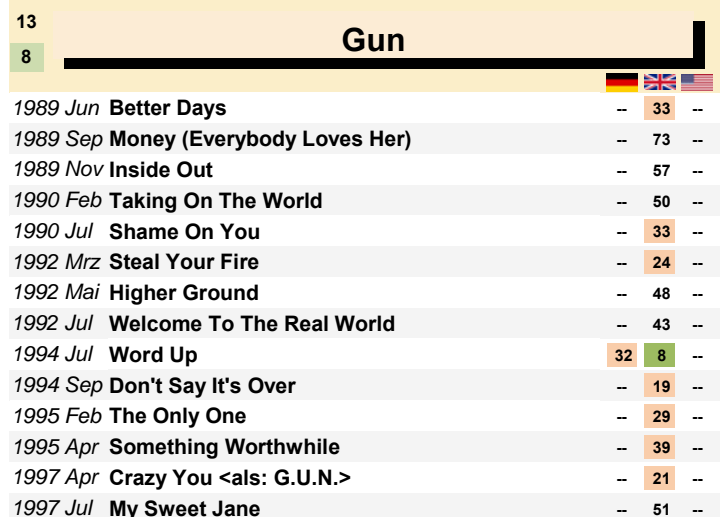 13
8
Gun
1989 Jun Better Days -- 33 --
1989 Sep Money (Everybody Loves Her) -- 73 --
1989 Nov Inside Out -- 57 --
1990 Feb Taking On The World -- 50 --
1990 Jul Shame On You -- 33 --
1992 Mrz Steal Your Fire -- 24 --
1992 Mai Higher Ground -- 48 --
1992 Jul Welcome To The Real World -- 43 --
1994 Jul Word Up 32 8 --
1994 Sep Don't Say It's Over -- 19 --
1995 Feb The Only One -- 29 --
1995 Apr Something Worthwhile -- 39 --
1997 Apr Crazy You <als: G.U.N.> -- 21 --
1997 Jul My Sweet Jane -- 51 --